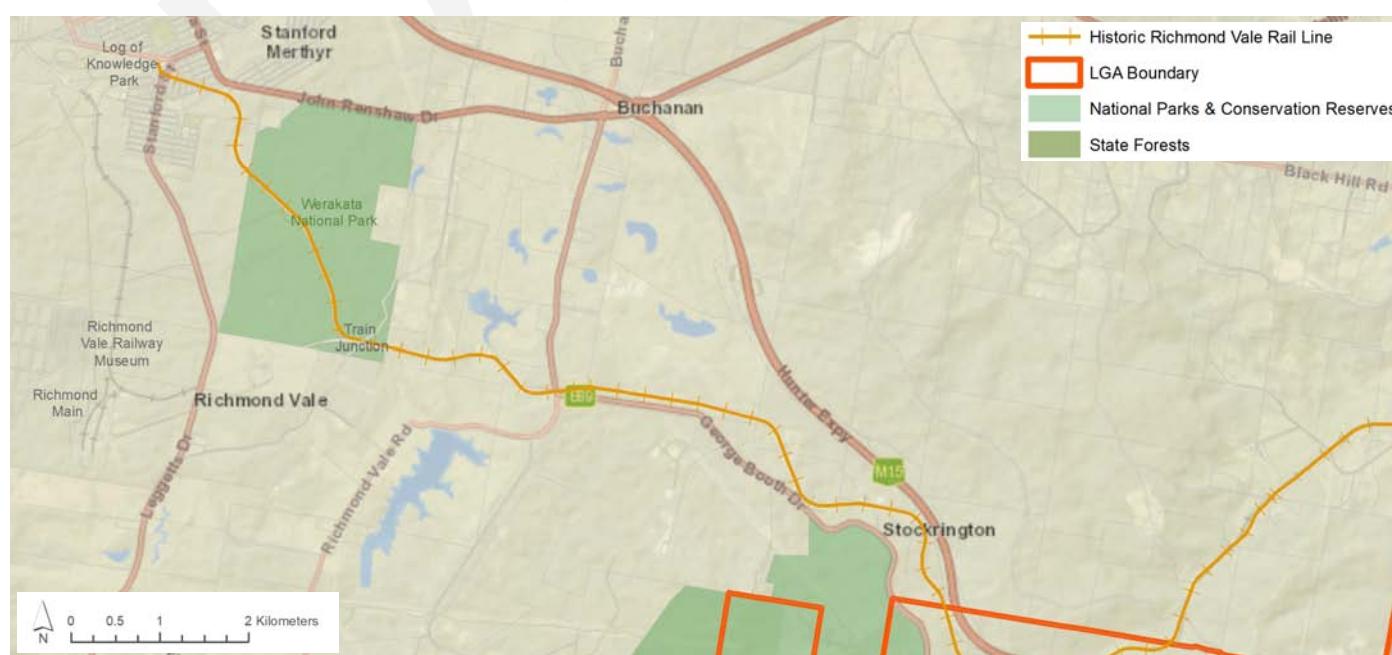 Stanford
Merthyr
Log of
Knowledge
Park
St
Stanford
John Renshaw Dr
Bucha
Buchanan
Historic Richmond Vale Rail Line
LGA Boundary
National Parks & Conservation Reserves
State Forests
Black Hill Rd
Werakata
National Park
Train
Junction
Richmond
Vale Railway
Museum
Richmond
Main
Richmond Vale
B89
Hunter Expy
George Booth Dr
M15
Richmond Vale Rd
Leggetts Dr
Stockrington
N
0 0.5 1 2 Kilometers